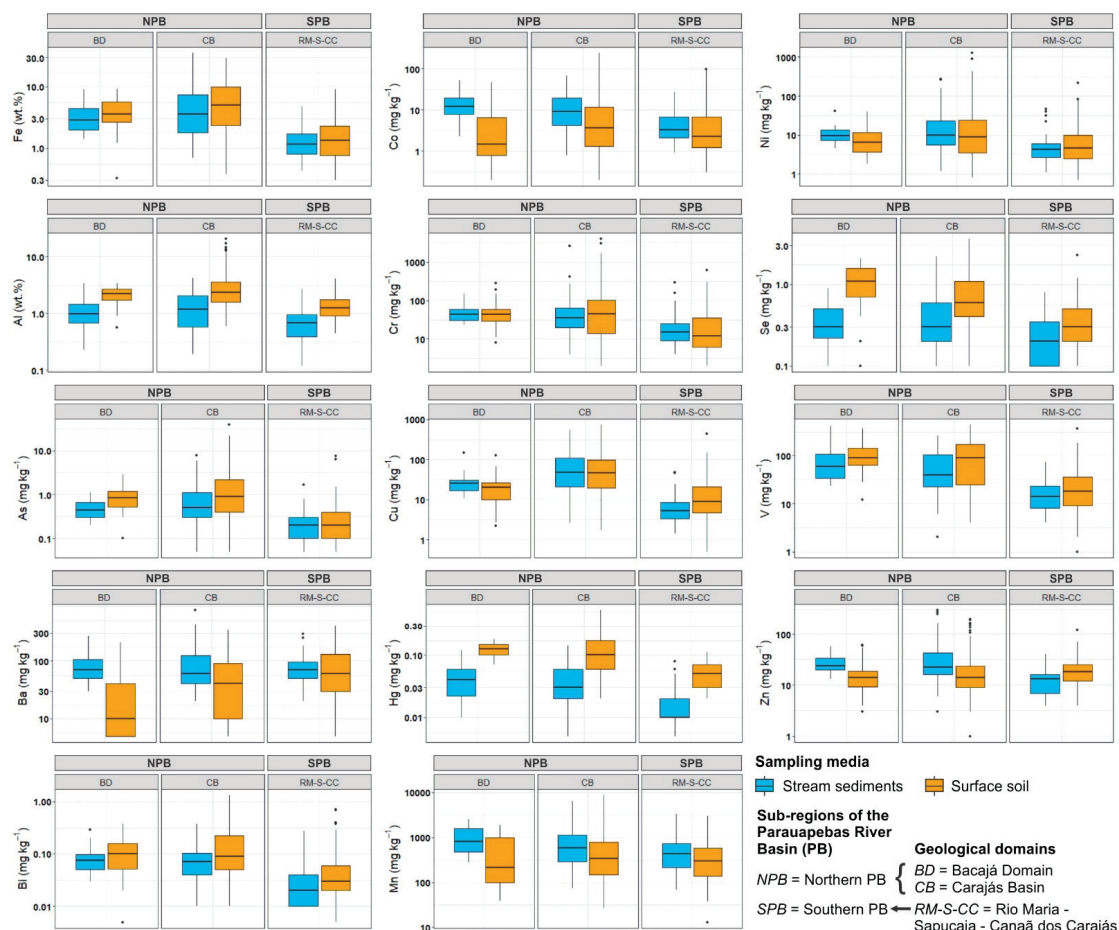 NPB SPB
BD CB RM-S-CC
Fe (wt.%)
30.0
10.0
3.0
1.0
0.3
NPB SPB
BD CB RM-S-CC
Co (mg kg⁻¹)
100
10
1
NPB SPB
BD CB RM-S-CC
Ni (mg kg⁻¹)
1000
100
10
1
NPB SPB
BD CB RM-S-CC
Al (wt.%)
10.0
1.0
0.1
NPB SPB
BD CB RM-S-CC
Cr (mg kg⁻¹)
1000
100
10
NPB SPB
BD CB RM-S-CC
Se (mg kg⁻¹)
3.0
1.0
0.3
0.1
NPB SPB
BD CB RM-S-CC
As (mg kg⁻¹)
10.0
1.0
0.1
NPB SPB
BD CB RM-S-CC
Cu (mg kg⁻¹)
1000
100
10
1
NPB SPB
BD CB RM-S-CC
V (mg kg⁻¹)
100
10
1
NPB SPB
BD CB RM-S-CC
Ba (mg kg⁻¹)
300
100
30
10
NPB SPB
BD CB RM-S-CC
Hg (mg kg⁻¹)
0.30
0.10
0.03
0.01
NPB SPB
BD CB RM-S-CC
Zn (mg kg⁻¹)
100
10
1
NPB SPB
BD CB RM-S-CC
Bi (mg kg⁻¹)
1.00
0.10
0.01
NPB SPB
BD CB RM-S-CC
Mn (mg kg⁻¹)
10000
1000
100
10
Sampling media
Stream sediments Surface soil
Sub-regions of the
Parauapebas River
Basin (PB)
Geological domains
NPB = Northern PB { BD = Bacajá Domain
CB = Carajás Basin
SPB = Southern PB RM-S-CC = Rio Maria -
Sapucaia - Canaã dos Carajás